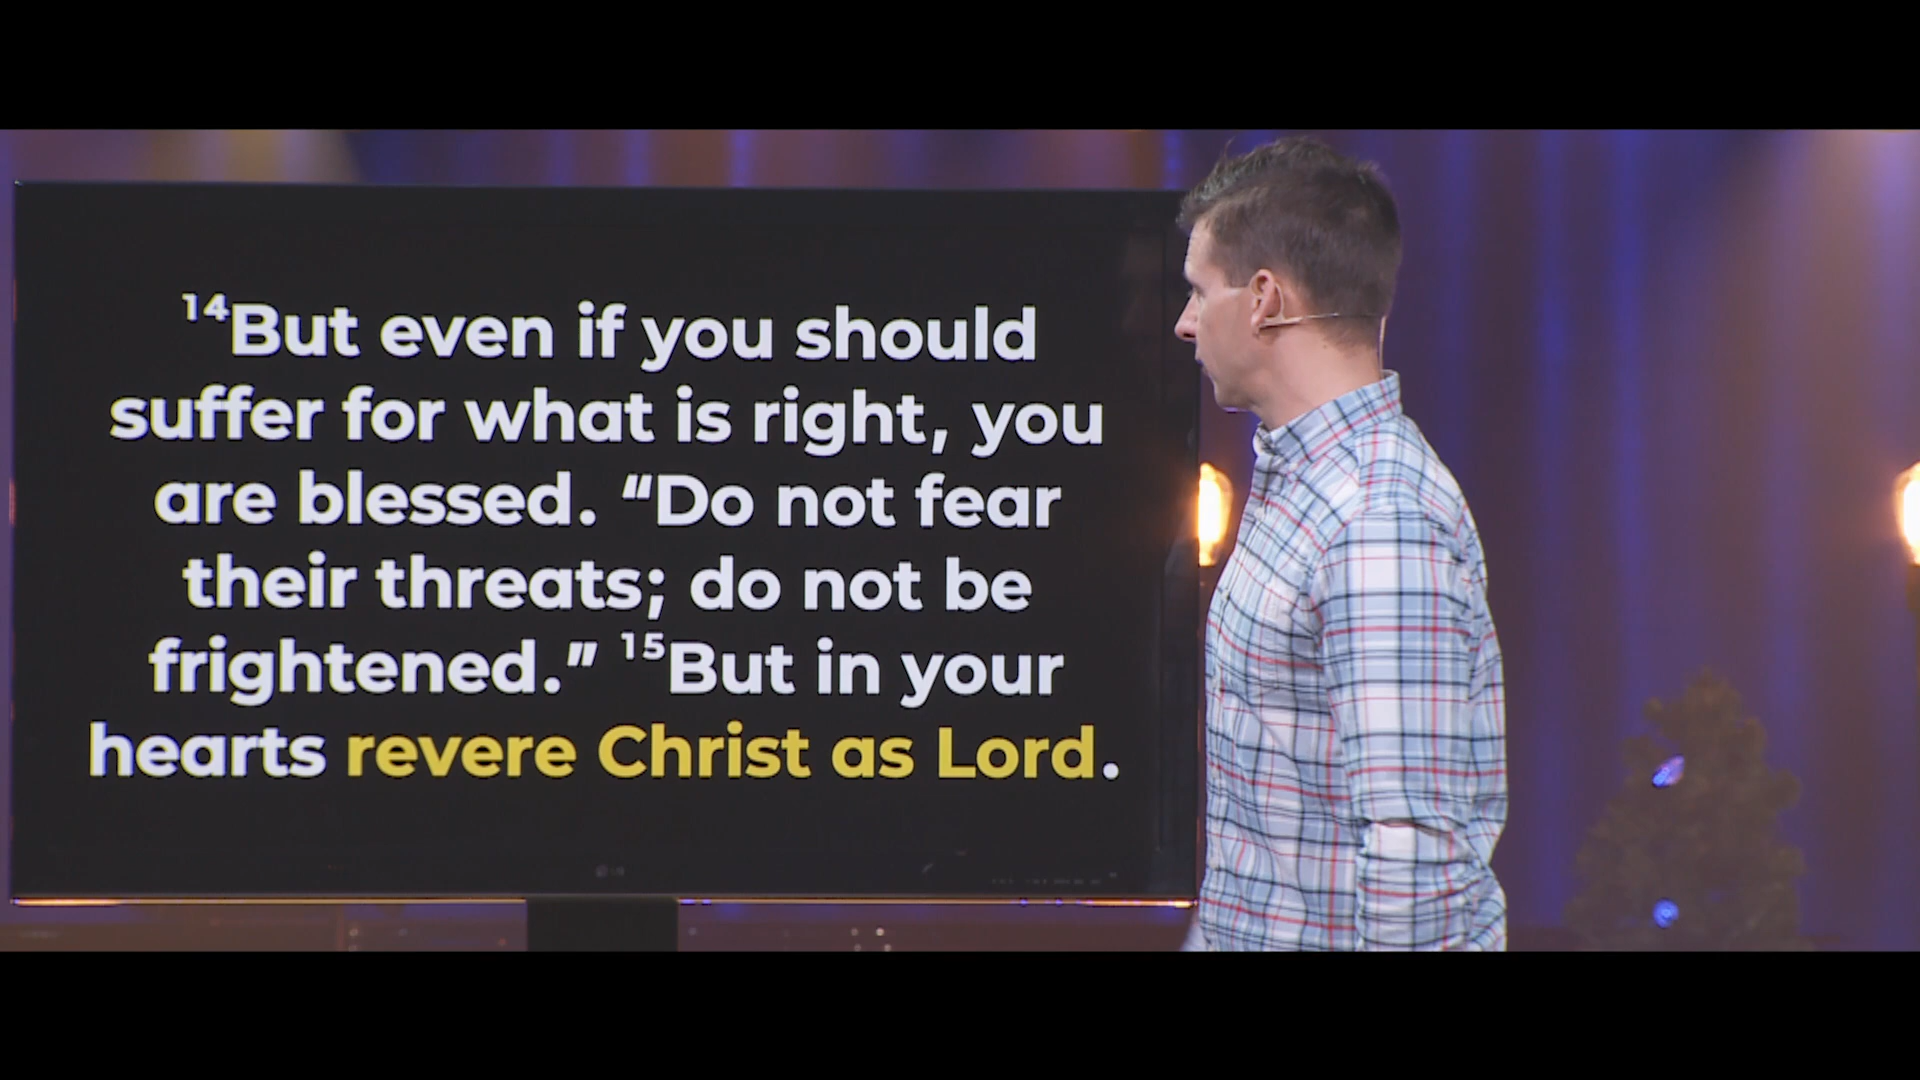 ¹⁴But even if you should
suffer for what is right, you
are blessed. “Do not fear
their threats; do not be
frightened.” ¹⁵But in your
hearts revere Christ as Lord.
LG